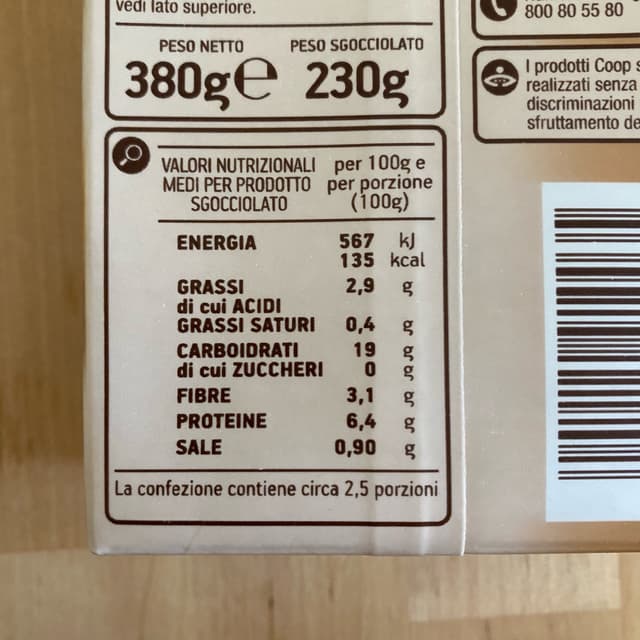 vedi lato superiore.
PESO NETTO
380g ℮
PESO SGOCCIOLATO
230g
800 80 55 80
I prodotti Coop
realizzati senza
discriminazioni
sfruttamento
VALORI NUTRIZIONALI
MEDI PER PRODOTTO
SGOCCIOLATO
per 100g e
per porzione
(100g)
ENERGIA 567 kJ
135 kcal
GRASSI 2,9 g
di cui ACIDI
GRASSI SATURI 0,4 g
CARBOIDRATI 19 g
di cui ZUCCHERI 0 g
FIBRE 3,1 g
PROTEINE 6,4 g
SALE 0,90 g
La confezione contiene circa 2,5 porzioni